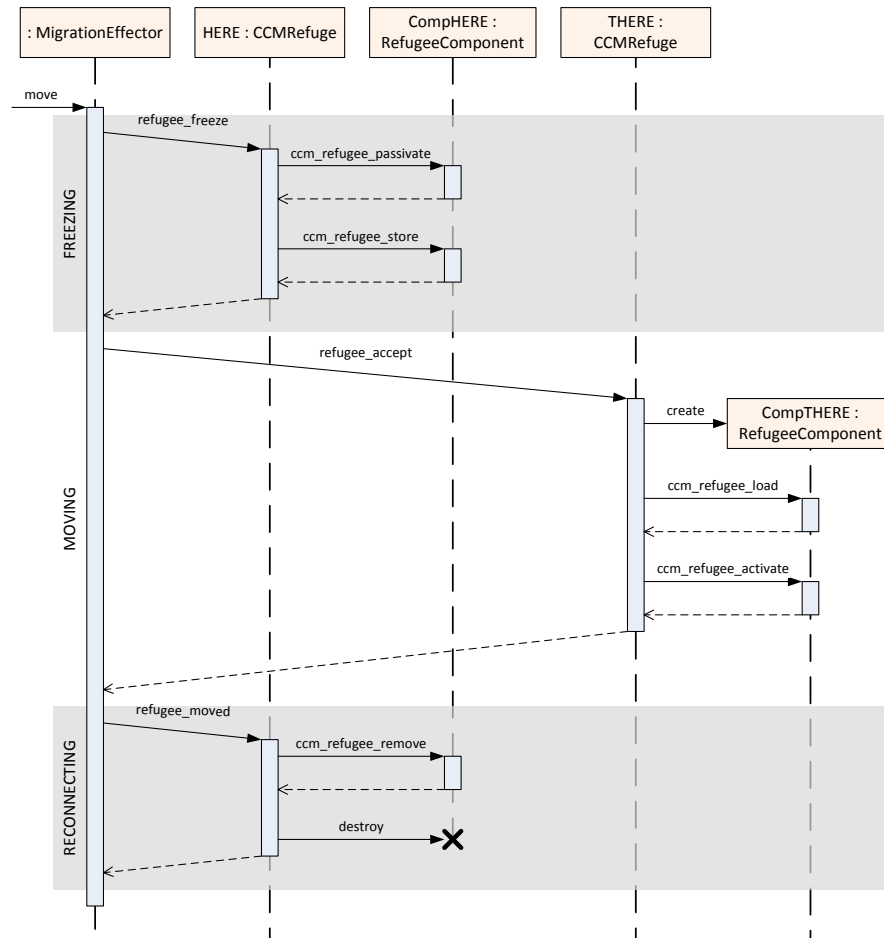 : MigrationEffector
HERE : CCMRefuge
CompHERE :
RefugeeComponent
THERE :
CCMRefuge
move
refugee_freeze
ccm_refugee_passivate
FREEZING
ccm_refugee_store
refugee_accept
create
CompTHERE :
RefugeeComponent
MOVING
ccm_refugee_load
ccm_refugee_activate
refugee_moved
ccm_refugee_remove
RECONNECTING
destroy